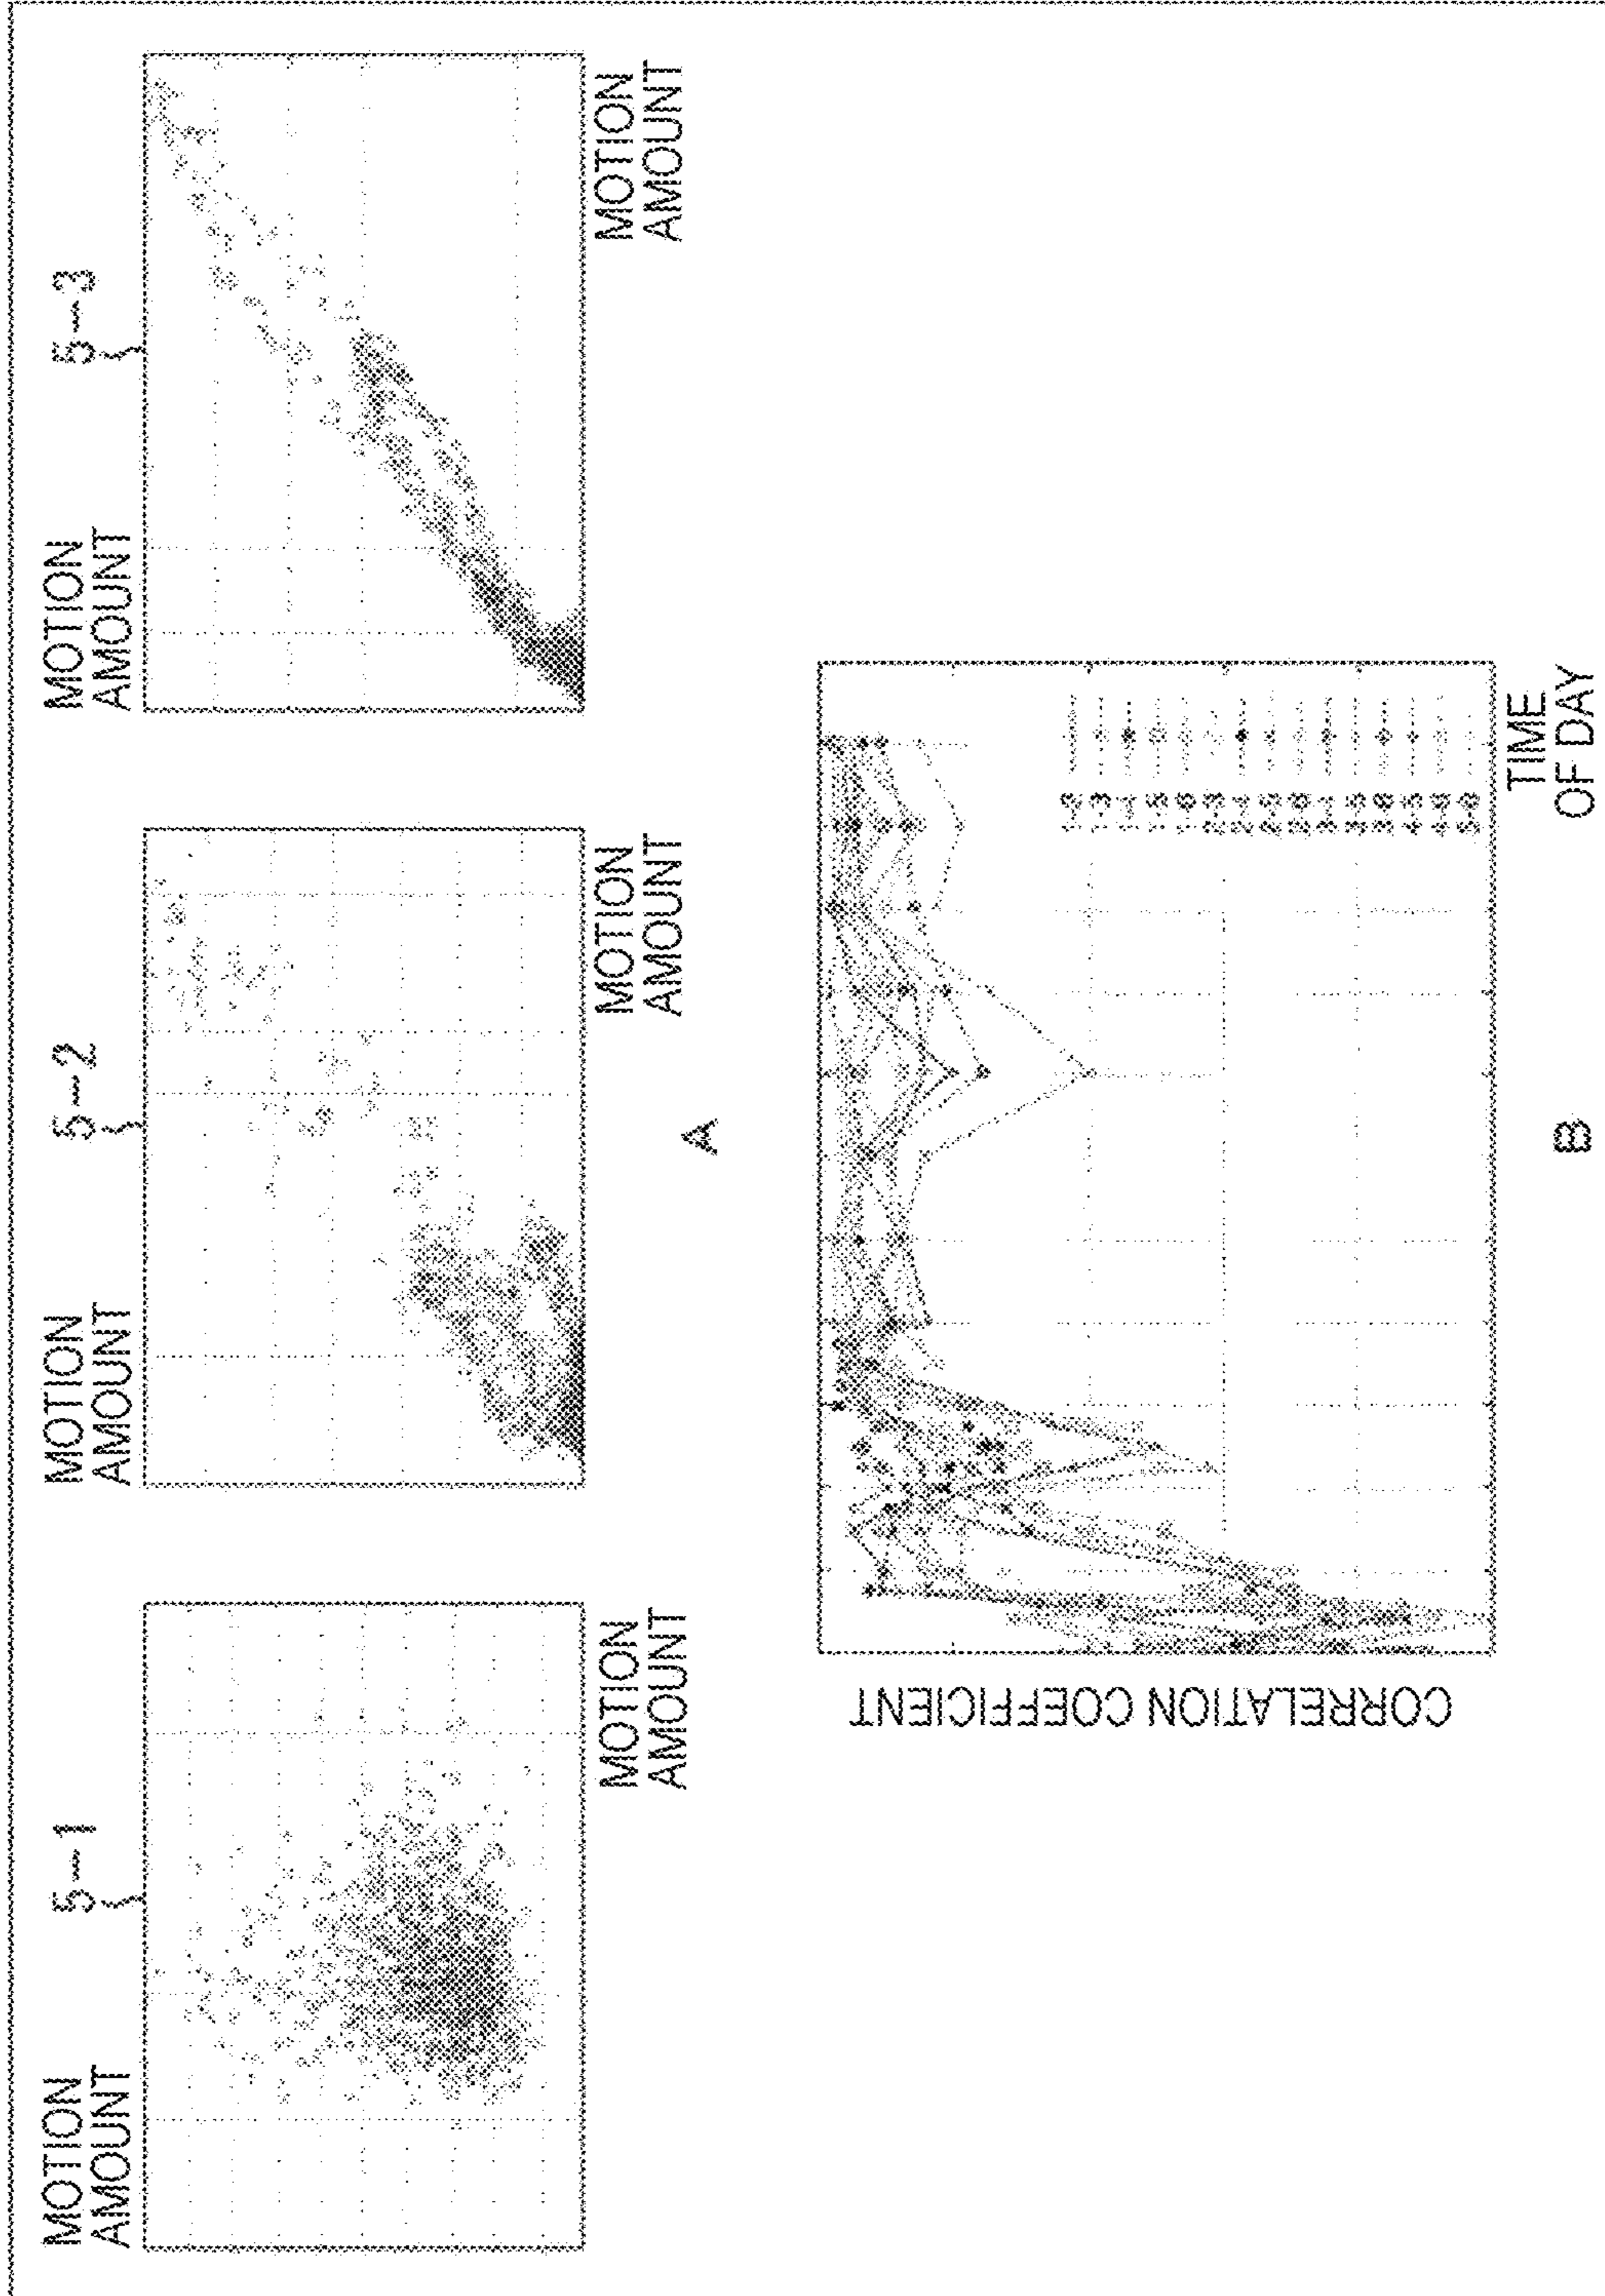 MOTION
AMOUNT
5-1
MOTION
AMOUNT
MOTION
AMOUNT
5-2
MOTION
AMOUNT
MOTION
AMOUNT
5-3
MOTION
AMOUNT
A
CORRELATION COEFFICIENT
TIME
OF DAY
B